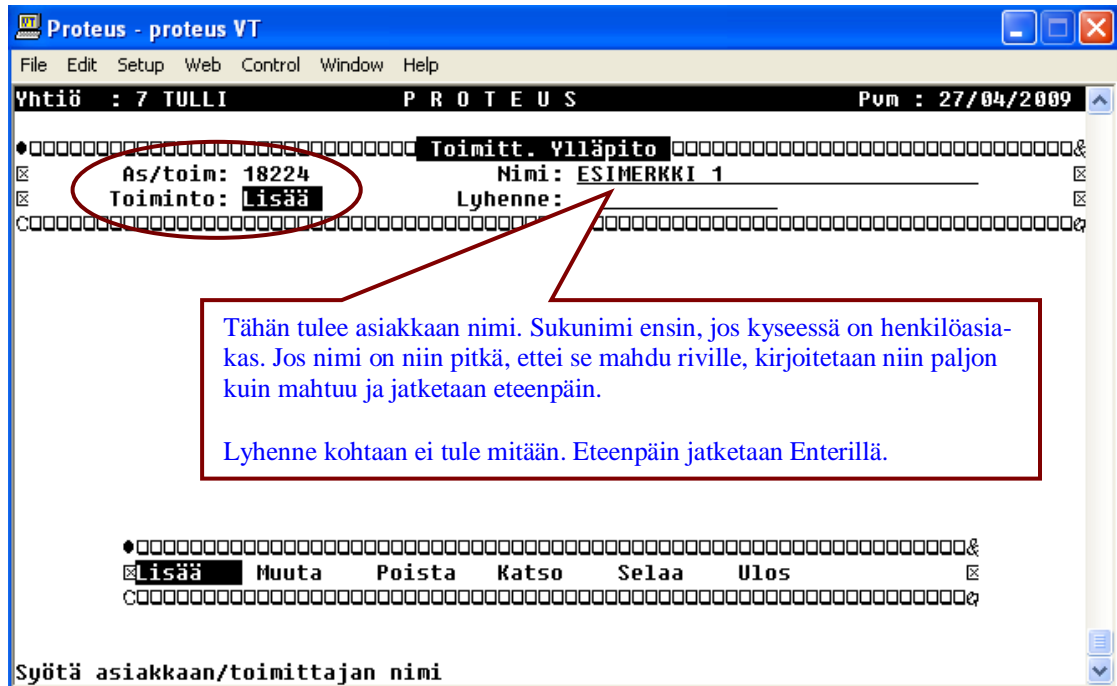 Proteus - proteus VT
File Edit Setup Web Control Window Help
Yhtiö : 7 TULLI P R O T E U S Pvm : 27/04/2009
Toimitt. Ylläpito
As/toim: 18224 Nimi: ESIMERKKI 1
Toiminto: Lisää Lyhenne:
Tähän tulee asiakkaan nimi. Sukunimi ensin, jos kyseessä on henkilöasia-
kas. Jos nimi on niin pitkä, ettei se mahdu riville, kirjoitetaan niin paljon
kuin mahtuu ja jatketaan eteenpäin.
Lyhenne kohtaan ei tule mitään. Eteenpäin jatketaan Enterillä.
Lisää Muuta Poista Katso Selaa Ulos
Syötä asiakkaan/toimittajan nimi